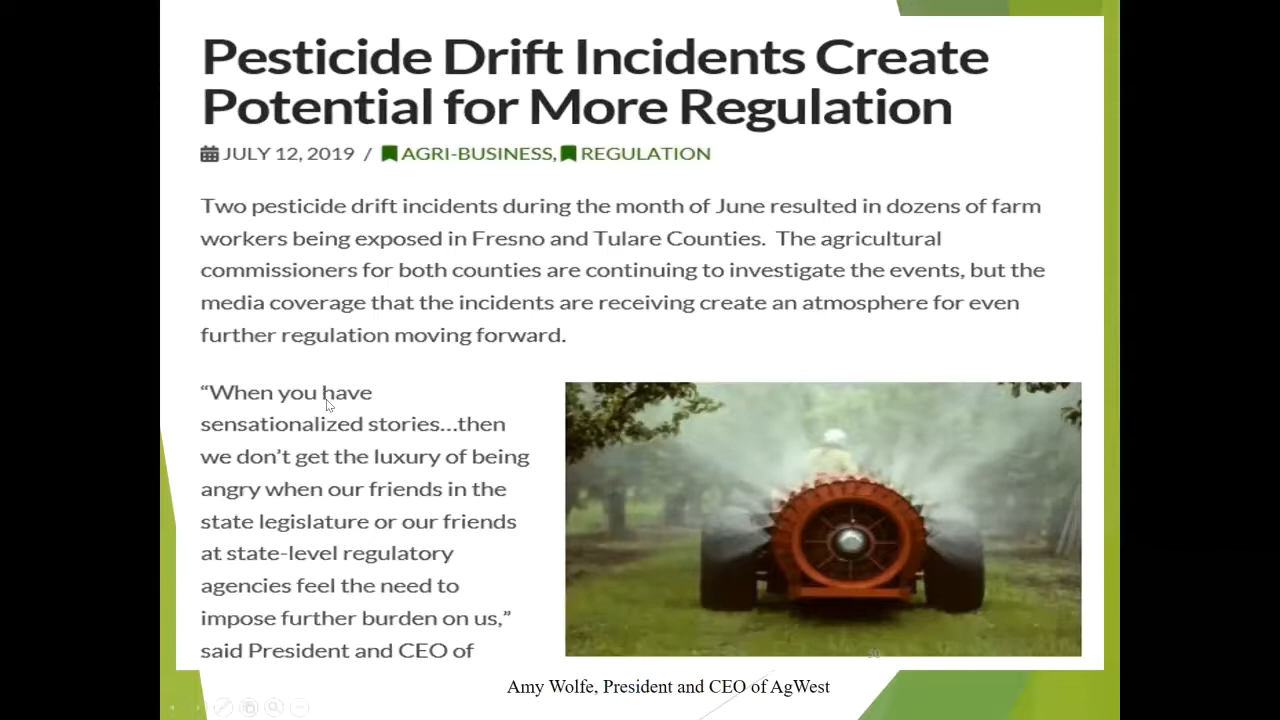 Pesticide Drift Incidents Create
Potential for More Regulation
JULY 12, 2019 / AGRI-BUSINESS, REGULATION
Two pesticide drift incidents during the month of June resulted in dozens of farm
workers being exposed in Fresno and Tulare Counties. The agricultural
commissioners for both counties are continuing to investigate the events, but the
media coverage that the incidents are receiving create an atmosphere for even
further regulation moving forward.
“When you have
sensationalized stories…then
we don’t get the luxury of being
angry when our friends in the
state legislature or our friends
at state-level regulatory
agencies feel the need to
impose further burden on us,”
said President and CEO of
50
Amy Wolfe, President and CEO of AgWest